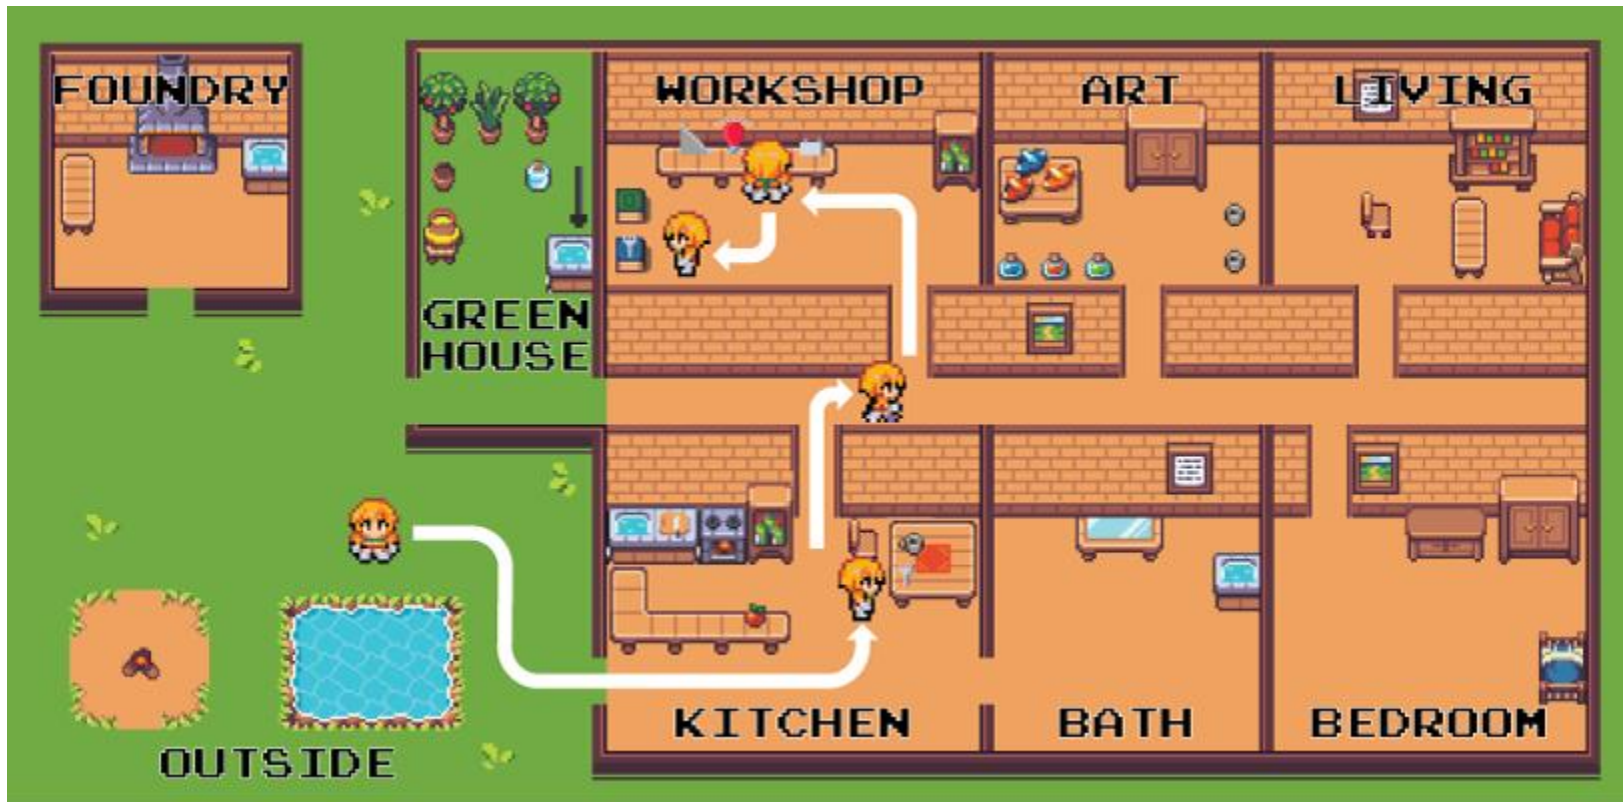 FOUNDRY
WORKSHOP
ART
LIVING
GREEN
HOUSE
KITCHEN
BATH
BEDROOM
OUTSIDE